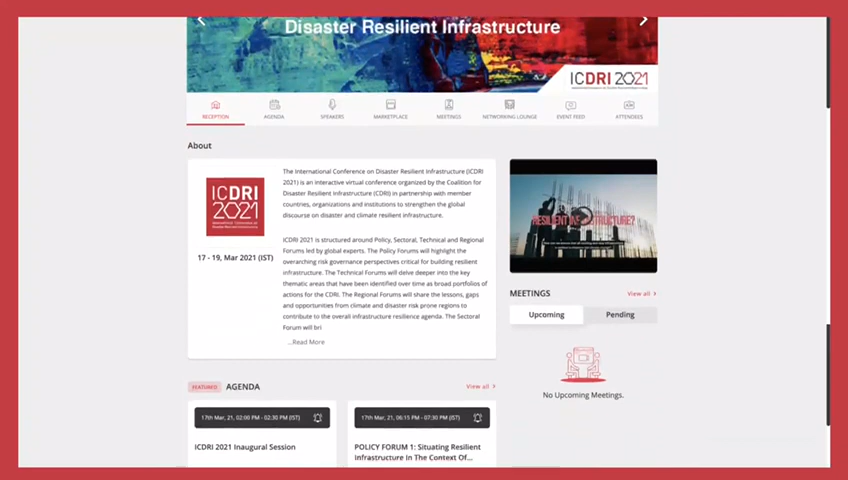 Disaster Resilient Infrastructure
ICDRI 2021
RECEPTION
AGENDA
SPEAKERS
MARKETPLACE
MEETINGS
NETWORKING LOUNGE
EVENT FEED
ATTENDEES
About
ICDRI
2021
17 - 19, Mar 2021 (IST)
The International Conference on Disaster Resilient Infrastructure (ICDRI
2021) is an interactive virtual conference organized by the Coalition for
Disaster Resilient Infrastructure (CDRI) in partnership with member
countries, organizations and institutions to strengthen the global
discourse on disaster and climate resilient infrastructure.
ICDRI 2021 is structured around Policy, Sectoral, Technical and Regional
Forums led by global experts. The Policy Forums will highlight the
overarching risk governance perspectives critical for building resilient
infrastructure. The Technical Forums will delve deeper into the key
thematic areas that have been identified over time as broad portfolios of
actions for the CDRI. The Regional Forums will share the lessons, gaps
and opportunities from climate and disaster risk prone regions to
contribute to the overall infrastructure resilience agenda. The Sectoral
Forum will bri
...Read More
MEETINGS
View all
Upcoming
Pending
No Upcoming Meetings.
FEATURED
AGENDA
View all
17th Mar, 21, 02:00 PM - 02:30 PM (IST)
ICDRI 2021 Inaugural Session
17th Mar, 21, 06:15 PM - 07:30 PM (IST)
POLICY FORUM 1: Situating Resilient
Infrastructure In The Context Of...